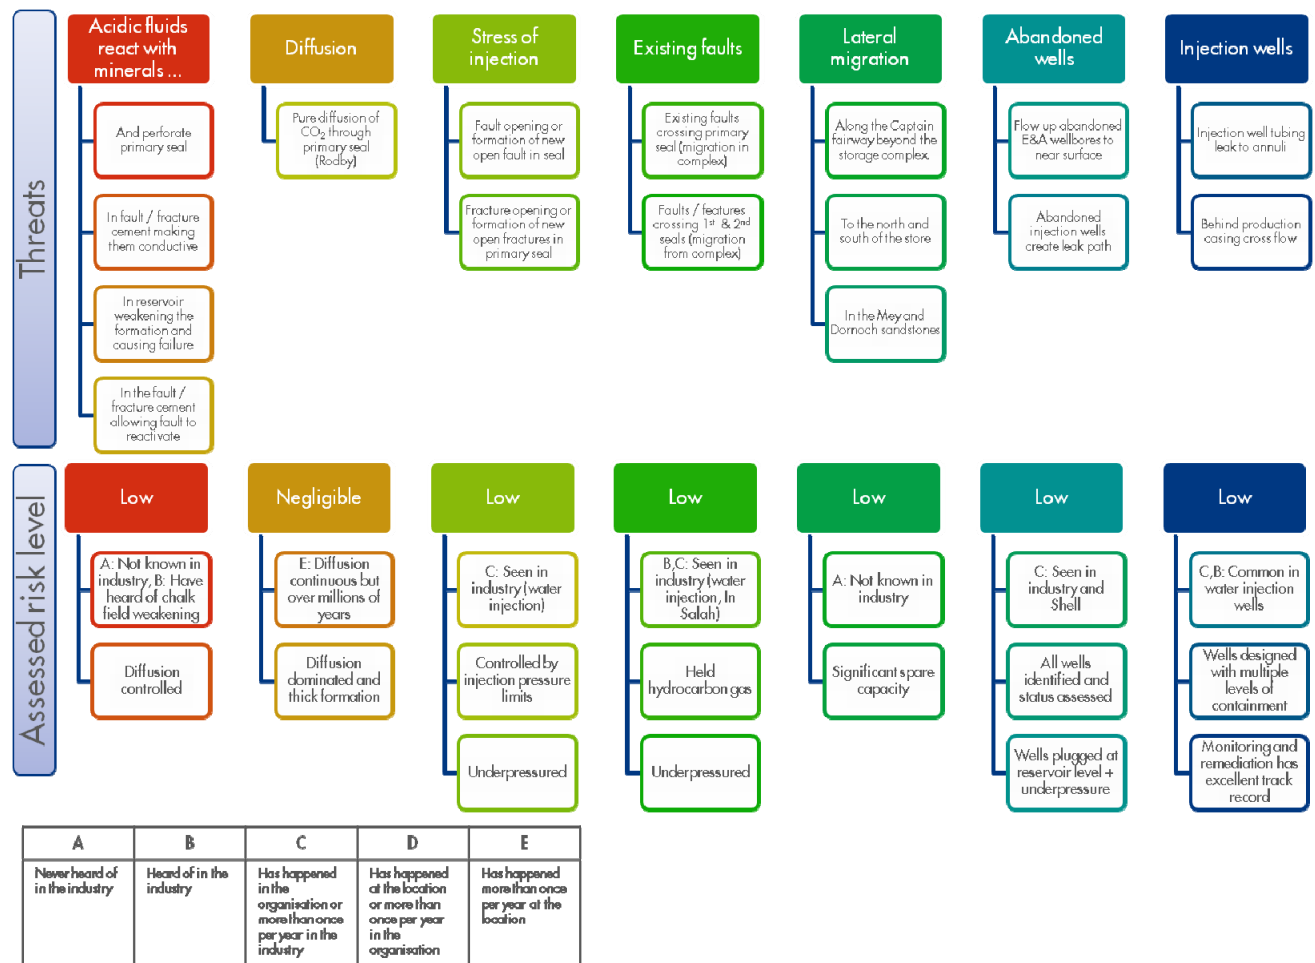 Threats
Acidic fluids
react with
minerals ...
And perforate
primary seal
In fault / fracture
cement making
them conductive
In reservoir
weakening the
formation and
causing failure
In the fault /
fracture cement
allowing fault to
reactivate
Diffusion
Pure diffusion of
CO2 through
primary seal
(Rodby)
Stress of
injection
Fault opening or
formation of new
open fault in seal
Fracture opening or
formation of new
open fractures in
primary seal
Existing faults
Existing faults
crossing primary
seal (migration in
complex)
Faults / features
crossing 1st & 2nd
seals (migration
from complex)
Lateral
migration
Along the Captain
fairway beyond the
storage complex.
To the north and
south of the store
In the Mey and
Dornoch sandstones
Abandoned
wells
Flow up abandoned
E&A wellbores to
near surface
Abandoned
injection wells
create leak path
Injection wells
Injection well tubing
leak to annuli
Behind production
casing cross flow
Assessed risk level
Low
A: Not known in
industry, B: Have
heard of chalk
field weakening
Diffusion
controlled
Negligible
E: Diffusion
continuous but
over millions of
years
Diffusion
dominated and
thick formation
Low
C: Seen in
industry (water
injection)
Controlled by
injection pressure
limits
Underpressured
Low
B,C: Seen in
industry (water
injection, In
Salah)
Held
hydrocarbon gas
Underpressured
Low
A: Not known in
industry
Significant spare
capacity
Low
C: Seen in
industry and
Shell
All wells
identified and
status assessed
Wells plugged at
reservoir level +
underpressure
Low
C,B: Common in
water injection
wells
Wells designed
with multiple
levels of
containment
Monitoring and
remediation has
excellent track
record
A
B
C
D
E
Never heard of
in the industry
Heard of in the
industry
Has happened
in the
organisation or
more than once
per year in the
industry
Has happened
at the location
or more than
once per year
in the
organisation
Has happened
more than once
per year at the
location